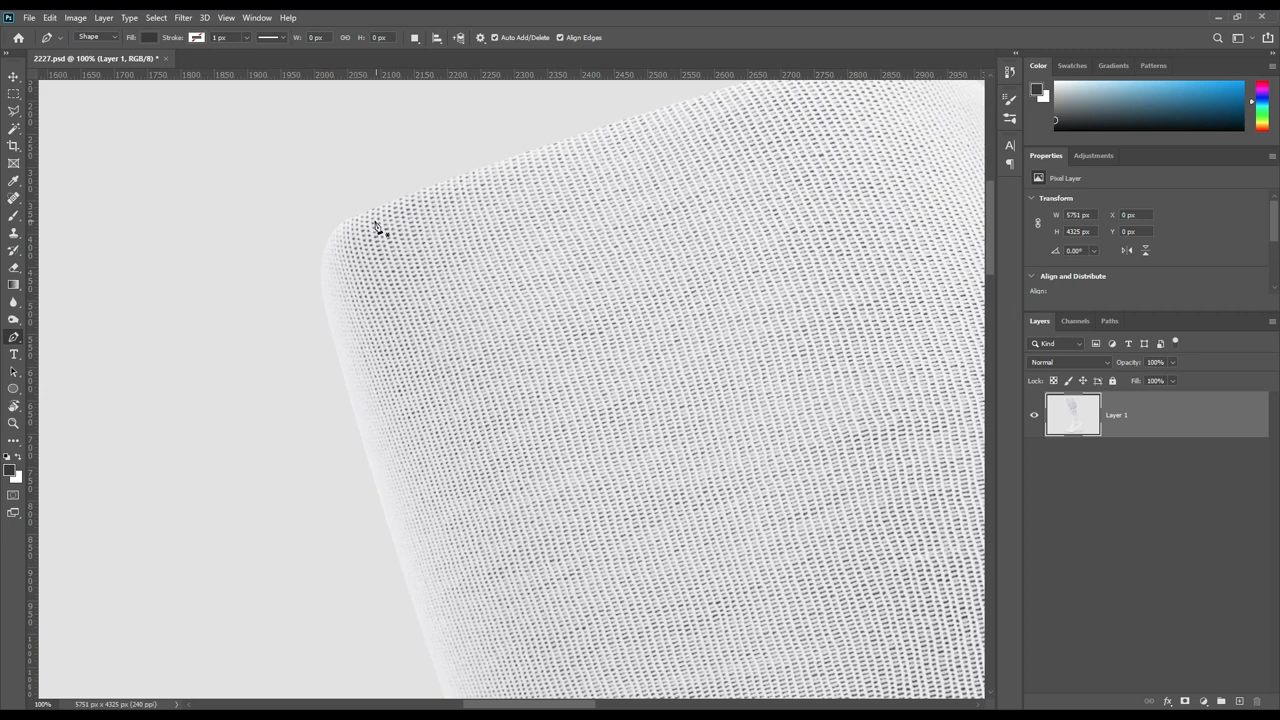 Ps File Edit Image Layer Type Select Filter 3D View Window Help
Shape Fill: Stroke: 1 px W: 0 px H: 0 px Auto Add/Delete Align Edges
2227.psd @ 100% (Layer 1, RGB/8) * ×
1600 1650 1700 1750 1800 1850 1900 1950 2000 2050 2100 2150 2200 2250 2300 2350 2400 2450 2500 2550 2600 2650 2700 2750 2800 2850 2900 2950
Color Swatches Gradients Patterns
Properties Adjustments
Pixel Layer
Transform
W 5751 px X 0 px
H 4325 px Y 0 px
0.00°
Align and Distribute
Align:
Layers Channels Paths
Kind
Normal Opacity: 100%
Lock: Fill: 100%
Layer 1
fx
100% 5751 px x 4325 px (240 ppi)